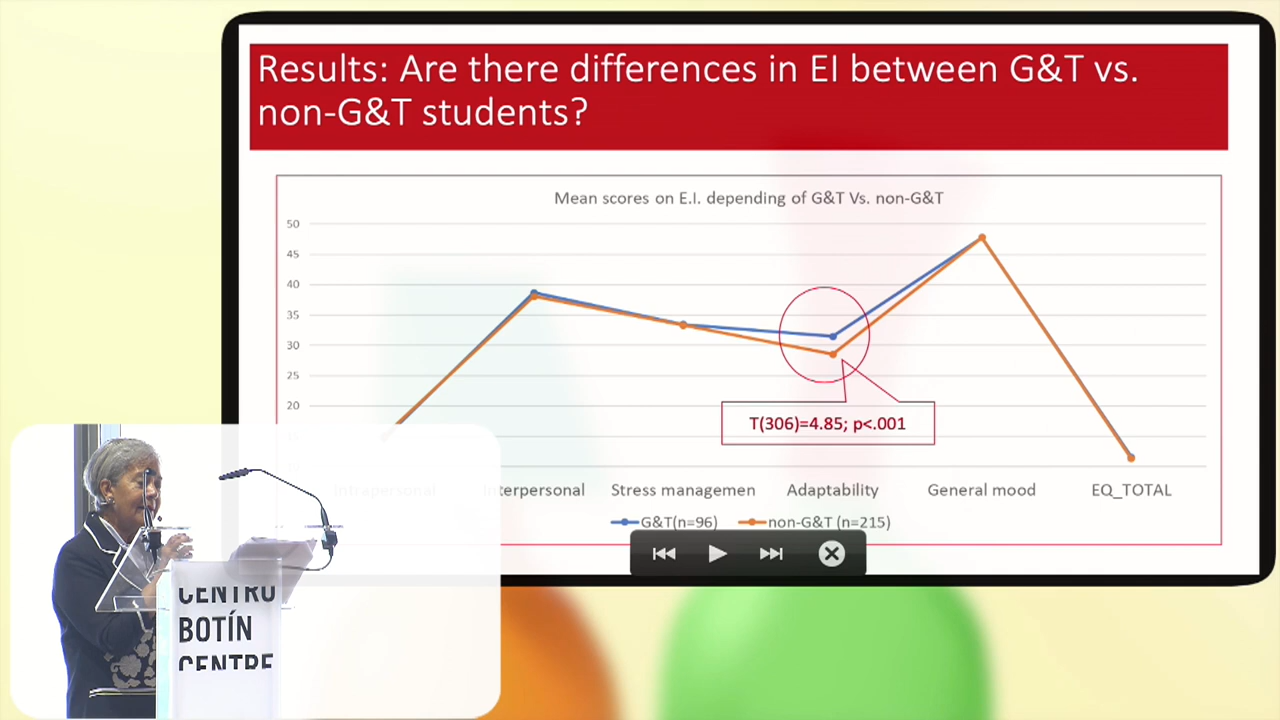 Results: Are there differences in EI between G&T vs.
non-G&T students?
Mean scores on E.I. depending of G&T Vs. non-G&T
50
45
40
35
30
25
20
T(306)=4.85; p<.001
Intrapersonal Interpersonal Stress managemen Adaptability General mood EQ_TOTAL
G&T(n=96) non-G&T (n=215)
CENTRO
BOTÍN
CENTRE